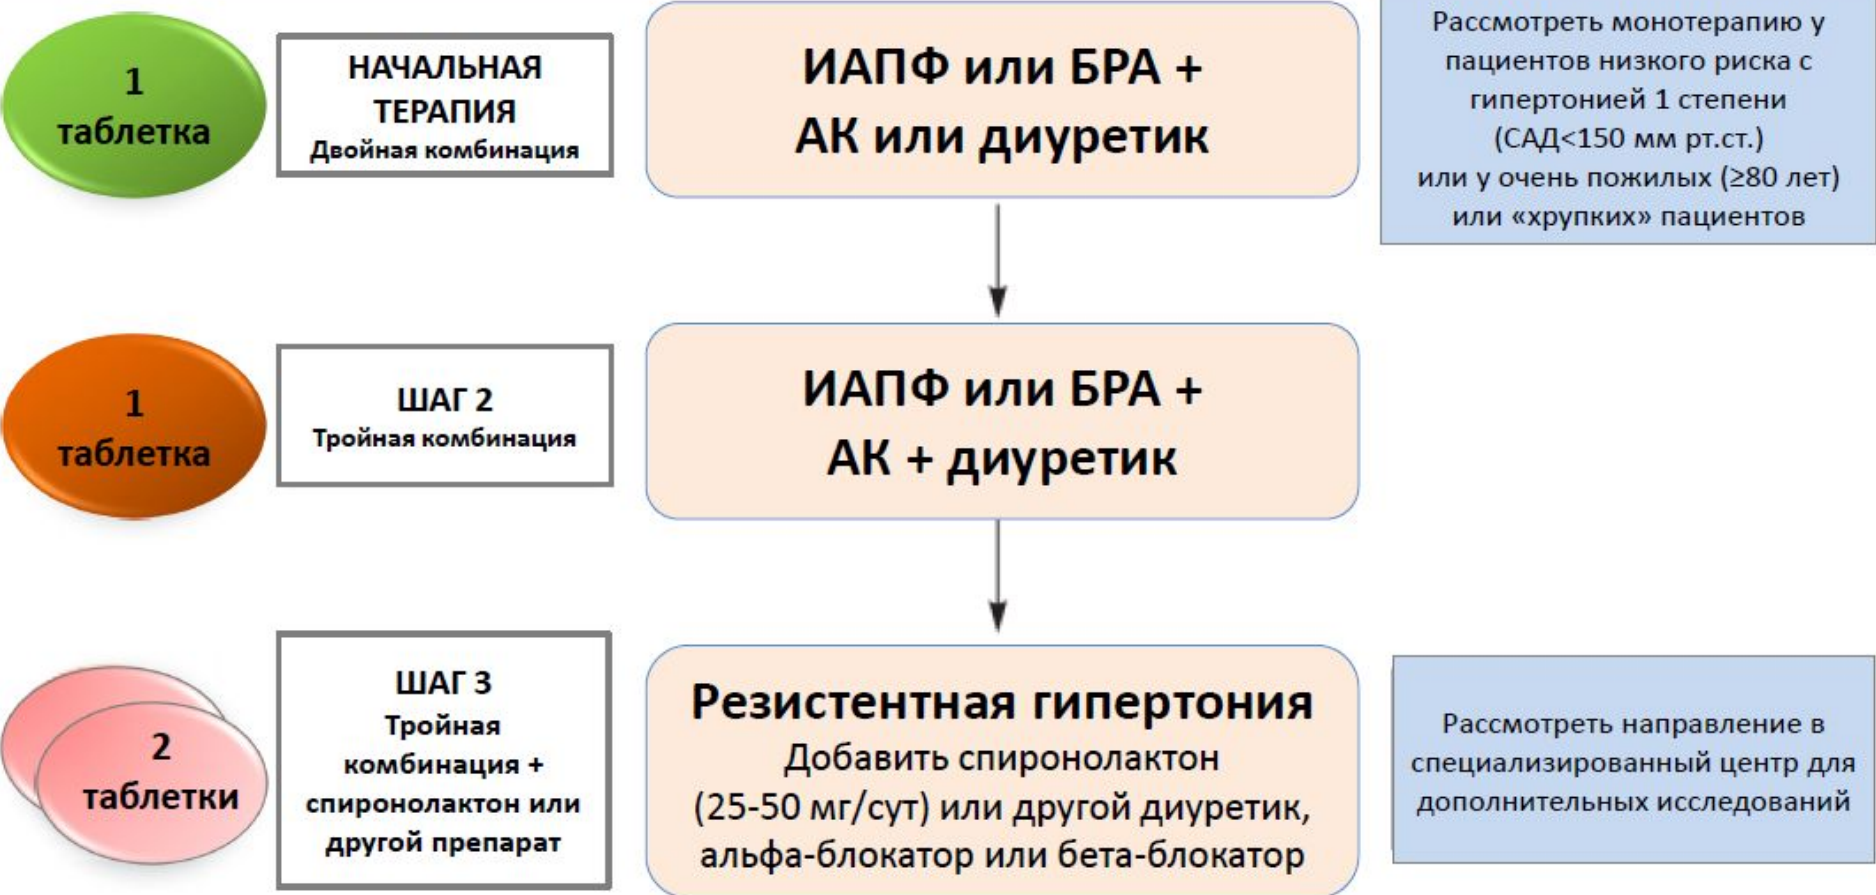 1
таблетка
НАЧАЛЬНАЯ
ТЕРАПИЯ
Двойная комбинация
ИАПФ или БРА +
АК или диуретик
Рассмотреть монотерапию у
пациентов низкого риска с
гипертонией 1 степени
(САД<150 мм рт.ст.)
или у очень пожилых (≥80 лет)
или «хрупких» пациентов
1
таблетка
ШАГ 2
Тройная комбинация
ИАПФ или БРА +
АК + диуретик
2
таблетки
ШАГ 3
Тройная
комбинация +
спиронолактон или
другой препарат
Резистентная гипертония
Добавить спиронолактон
(25-50 мг/сут) или другой диуретик,
альфа-блокатор или бета-блокатор
Рассмотреть направление в
специализированный центр для
дополнительных исследований